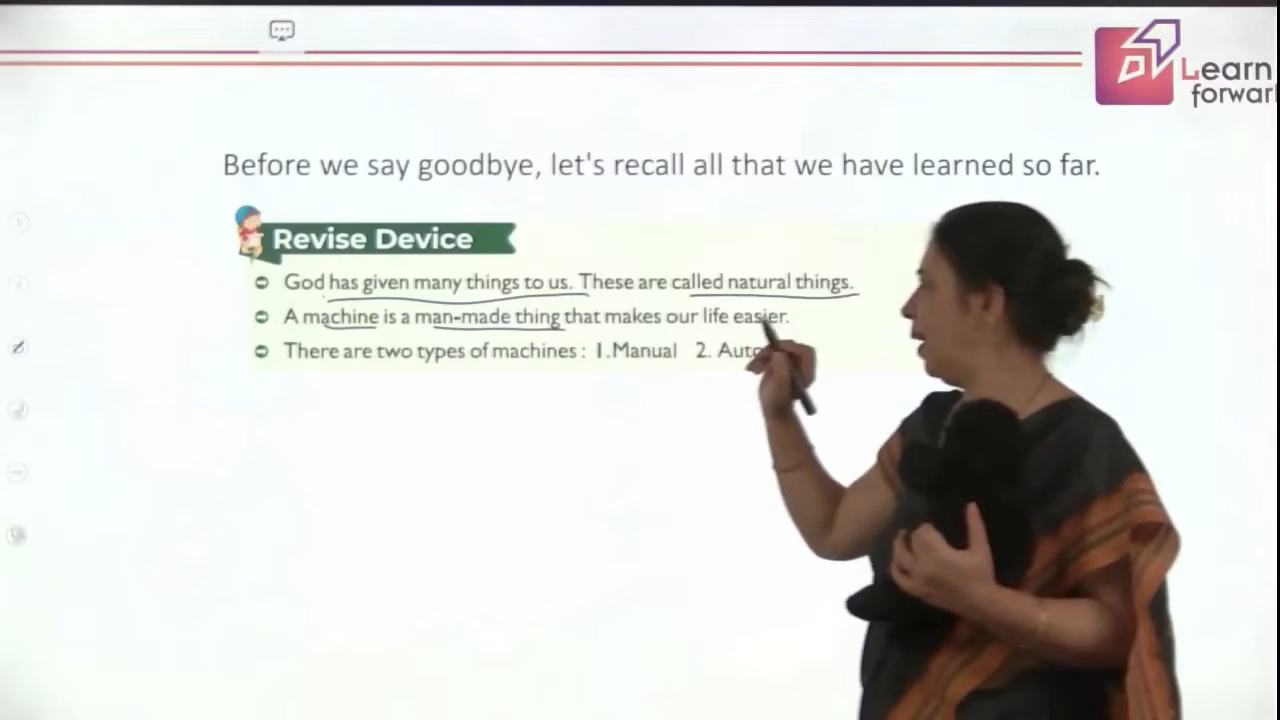 Learn
forward
Before we say goodbye, let's recall all that we have learned so far.
Revise Device
God has given many things to us. These are called natural things.
A machine is a man-made thing that makes our life easier.
There are two types of machines : 1.Manual 2.